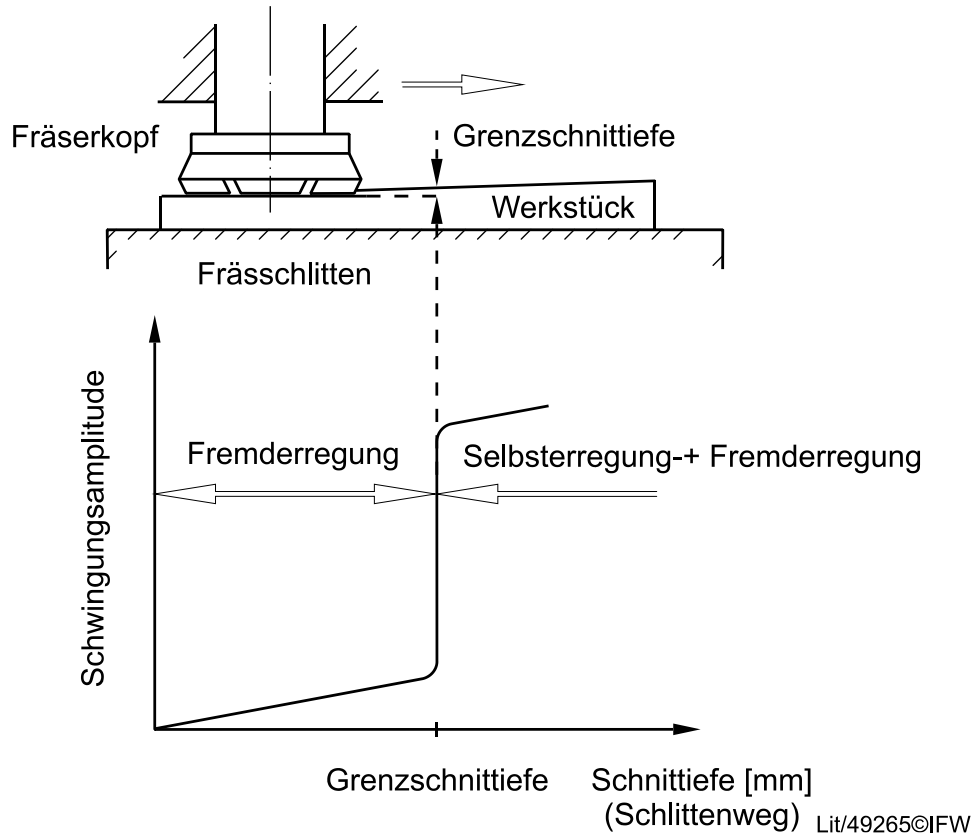 Fräserkopf
Grenzschnittiefe
Werkstück
Frässchlitten
Schwingungsamplitude
Fremderregung
Selbsterregung-+ Fremderregung
Grenzschnittiefe
Schnittiefe [mm]
(Schlittenweg)
Lit/49265©IFW